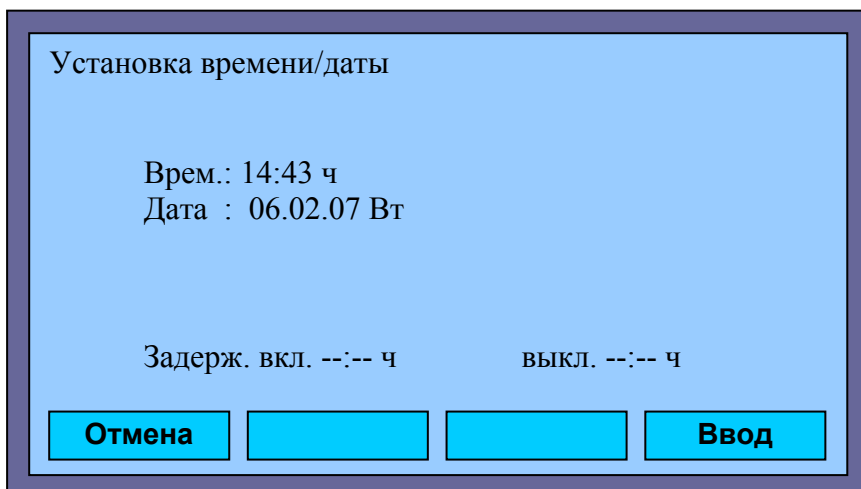 Установка времени/даты
Врем.: 14:43 ч
Дата : 06.02.07 Вт
Задерж. вкл. --:-- ч выкл. --:-- ч
Отмена Ввод